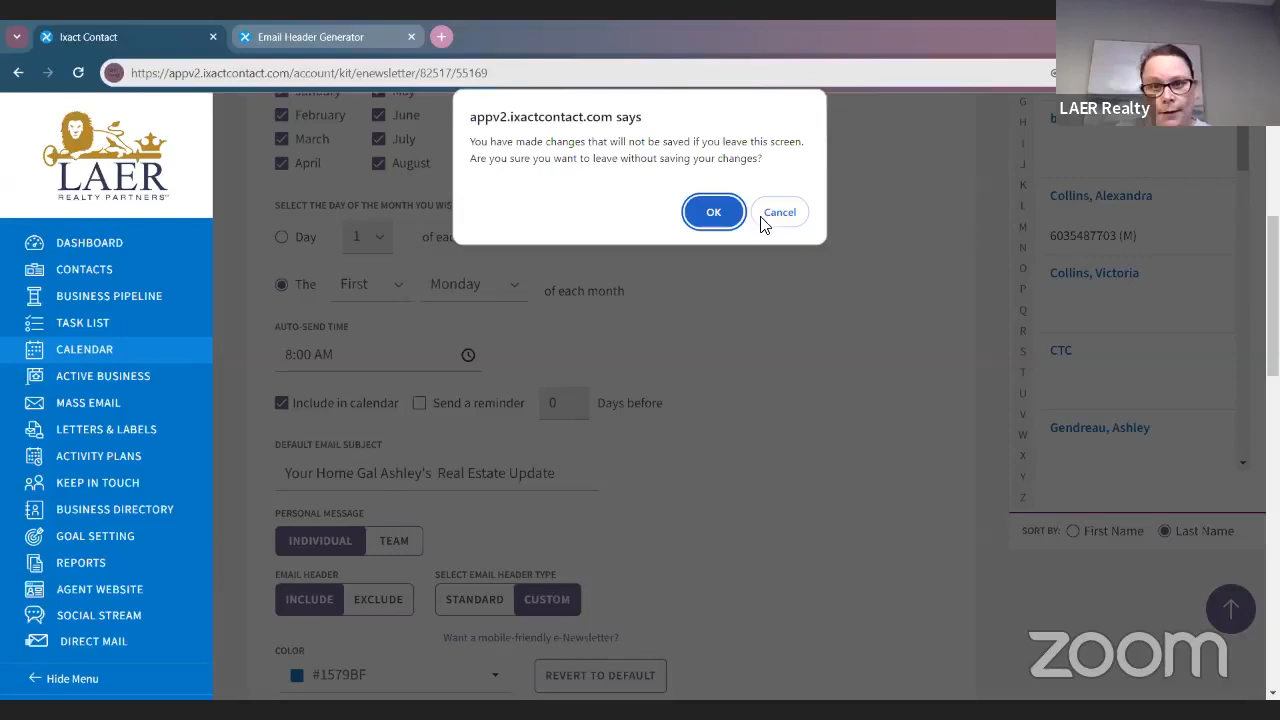 Ixact Contact
Email Header Generator
https://appv2.ixactcontact.com/account/kit/enewsletter/82517/55169
LAER Realty
LAER
REALTY PARTNERS
DASHBOARD
CONTACTS
BUSINESS PIPELINE
TASK LIST
CALENDAR
ACTIVE BUSINESS
MASS EMAIL
LETTERS & LABELS
ACTIVITY PLANS
KEEP IN TOUCH
BUSINESS DIRECTORY
GOAL SETTING
REPORTS
AGENT WEBSITE
SOCIAL STREAM
DIRECT MAIL
Hide Menu
appv2.ixactcontact.com says
You have made changes that will not be saved if you leave this screen.
Are you sure you want to leave without saving your changes?
OK
Cancel
January May
February June
March July
April August
SELECT THE DAY OF THE MONTH YOU WIS
Day 1 of ea
The First Monday of each month
AUTO-SEND TIME
8:00 AM
Include in calendar Send a reminder 0 Days before
DEFAULT EMAIL SUBJECT
Your Home Gal Ashley's Real Estate Update
PERSONAL MESSAGE
INDIVIDUAL TEAM
EMAIL HEADER SELECT EMAIL HEADER TYPE
INCLUDE EXCLUDE STANDARD CUSTOM
Want a mobile-friendly e-Newsletter?
COLOR
#1579BF REVERT TO DEFAULT
G
H
I
J
K
L
M
N
O
P
Q
R
S
T
U
V
W
X
Y
Z
Collins, Alexandra
6035487703 (M)
Collins, Victoria
CTC
Gendreau, Ashley
SORT BY: First Name Last Name
zoom